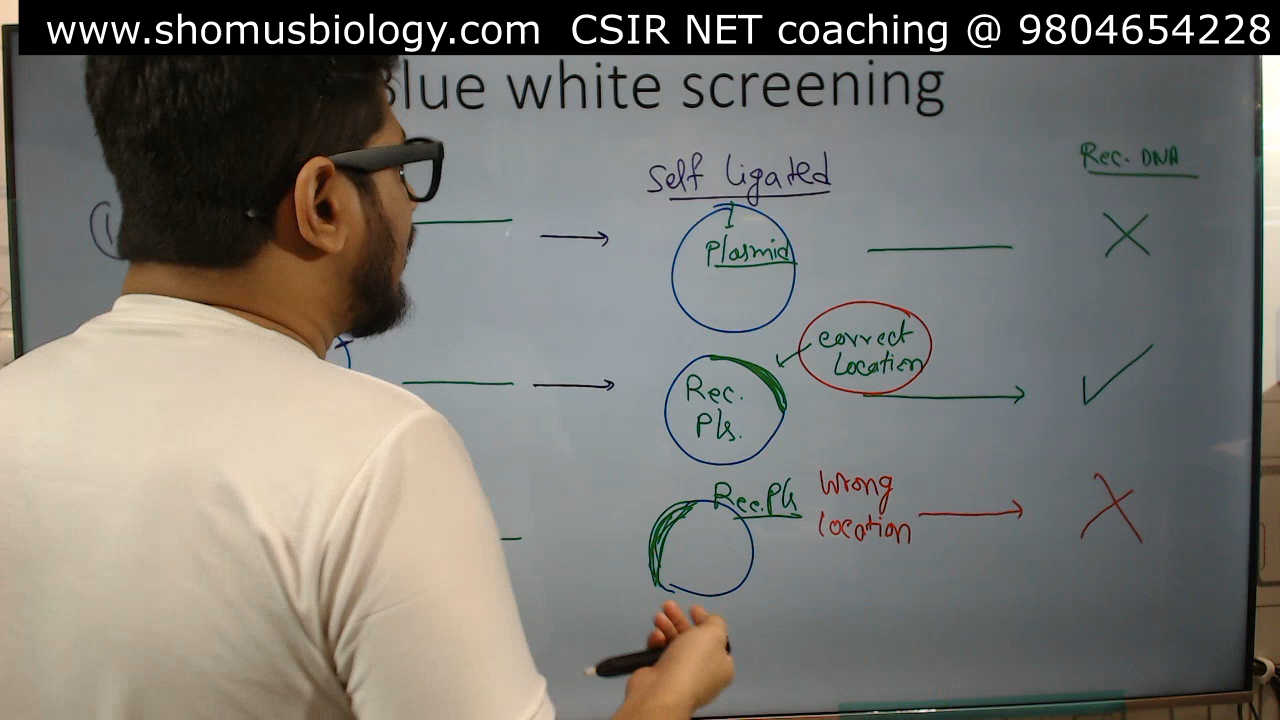 www.shomusbiology.com CSIR NET coaching @ 9804654228
Blue white screening
Self ligated
Rec. DNA
Plasmid
correct
Location
Rec.
Pls.
Rec. Pls
Wrong
location